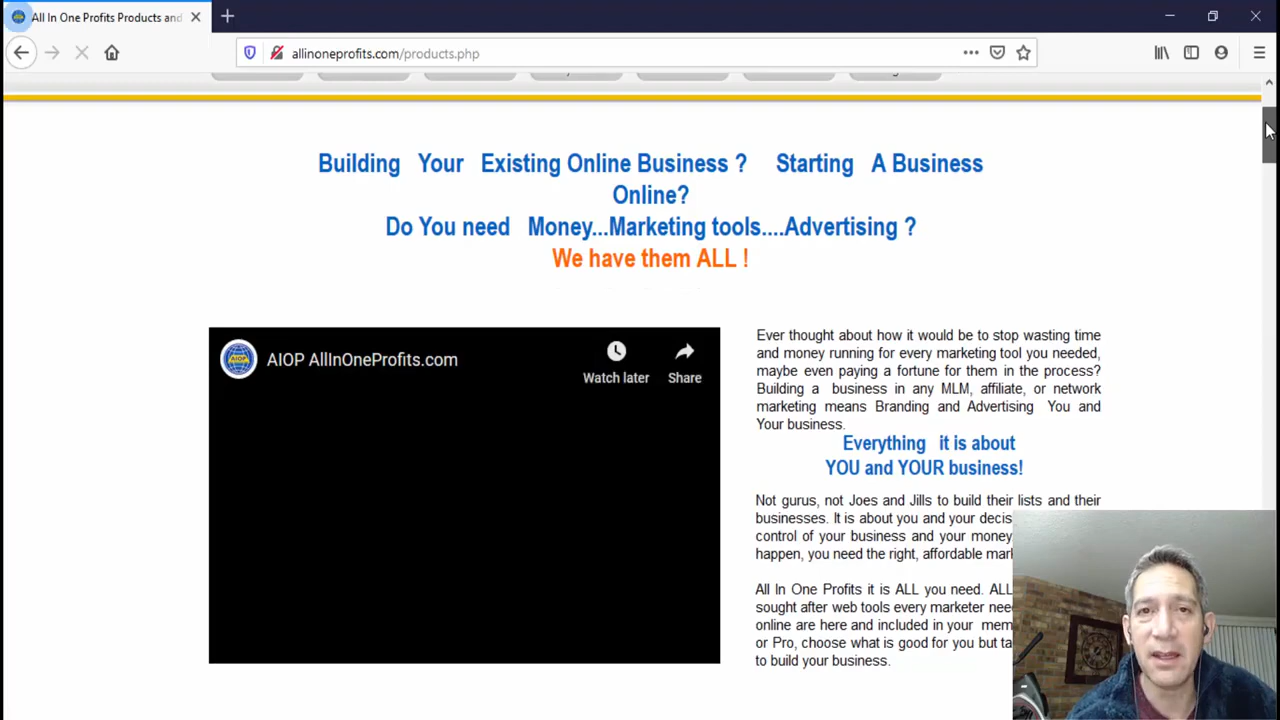 All In One Profits Products and
allinoneprofits.com/products.php
Building Your Existing Online Business ? Starting A Business
Online?
Do You need Money...Marketing tools....Advertising ?
We have them ALL !
AIOP AllInOneProfits.com
Watch later
Share
Ever thought about how it would be to stop wasting time
and money running for every marketing tool you needed,
maybe even paying a fortune for them in the process?
Building a business in any MLM, affiliate, or network
marketing means Branding and Advertising You and
Your business.
Everything it is about
YOU and YOUR business!
Not gurus, not Joes and Jills to build their lists and their
businesses. It is about you and your
control of your business and your money
happen, you need the right, affordable
All In One Profits it is ALL you need. ALL
sought after web tools every marketer
online are here and included in your
or Pro, choose what is good for you but
to build your business.